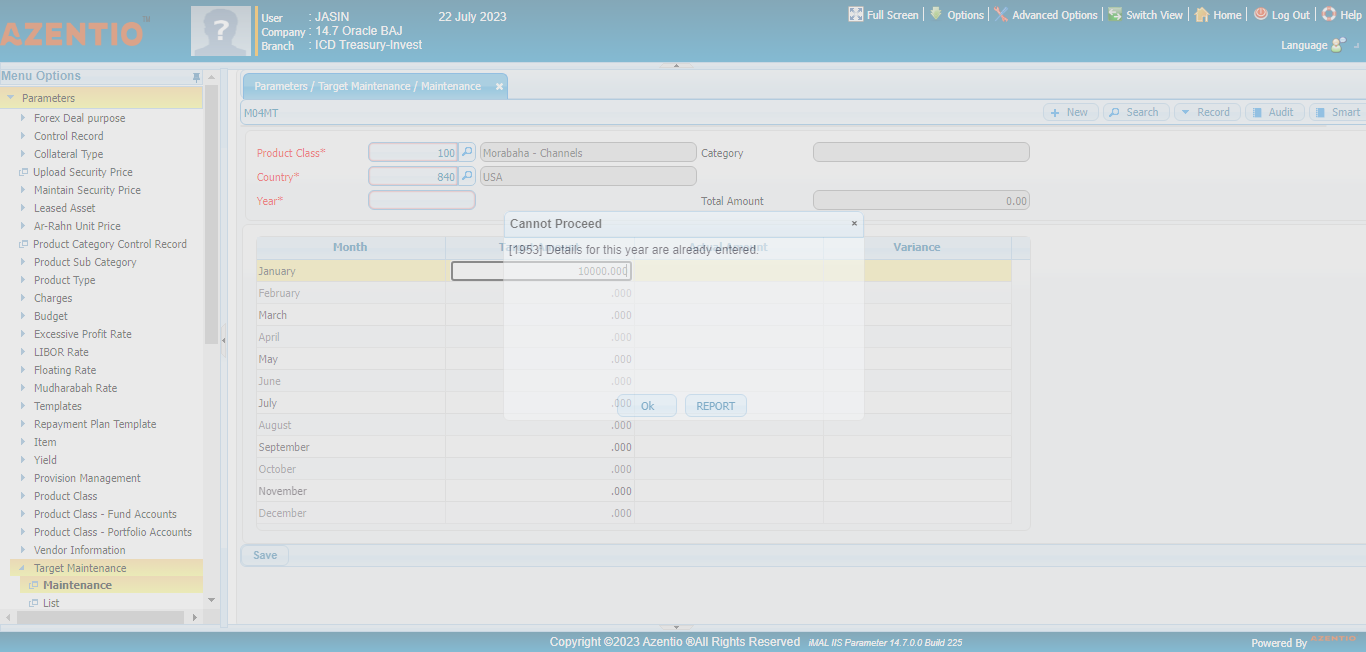 AZENTIO™
?
User : JASIN 22 July 2023
Company : 14.7 Oracle BAJ
Branch : ICD Treasury-Invest
Full Screen Options Advanced Options Switch View Home Log Out Help
Language
Menu Options
Parameters
Forex Deal purpose
Control Record
Collateral Type
Upload Security Price
Maintain Security Price
Leased Asset
Ar-Rahn Unit Price
Product Category Control Record
Product Sub Category
Product Type
Charges
Budget
Excessive Profit Rate
LIBOR Rate
Floating Rate
Mudharabah Rate
Templates
Repayment Plan Template
Item
Yield
Provision Management
Product Class
Product Class - Fund Accounts
Product Class - Portfolio Accounts
Vendor Information
Target Maintenance
Maintenance
List
Parameters / Target Maintenance / Maintenance ×
M04MT
New Search Record Audit Smart
Product Class* 100 Morabaha - Channels Category
Country* 840 USA
Year* Total Amount 0.00
Cannot Proceed ×
[1953] Details for this year are already entered.
Ok REPORT
Month Target Amount Actual Amount Variance
January 10000.000
February .000
March .000
April .000
May .000
June .000
July .000
August .000
September .000
October .000
November .000
December .000
Save
Copyright ©2023 Azentio ®All Rights Reserved iMAL IIS Parameter 14.7.0.0 Build 225
Powered By AZENTIO